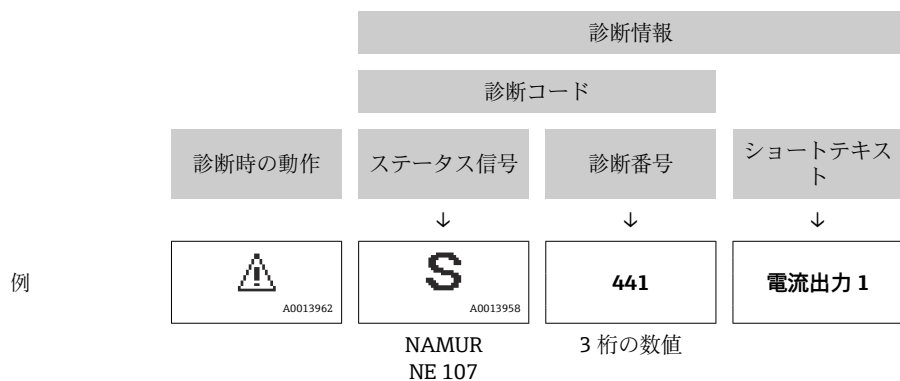 診断情報
診断コード
診断時の動作 ステータス信号 診断番号 ショートテキス
ト
↓ ↓ ↓
例 S 441 電流出力 1
A0013962 A0013958
NAMUR 3 桁の数値
NE 107